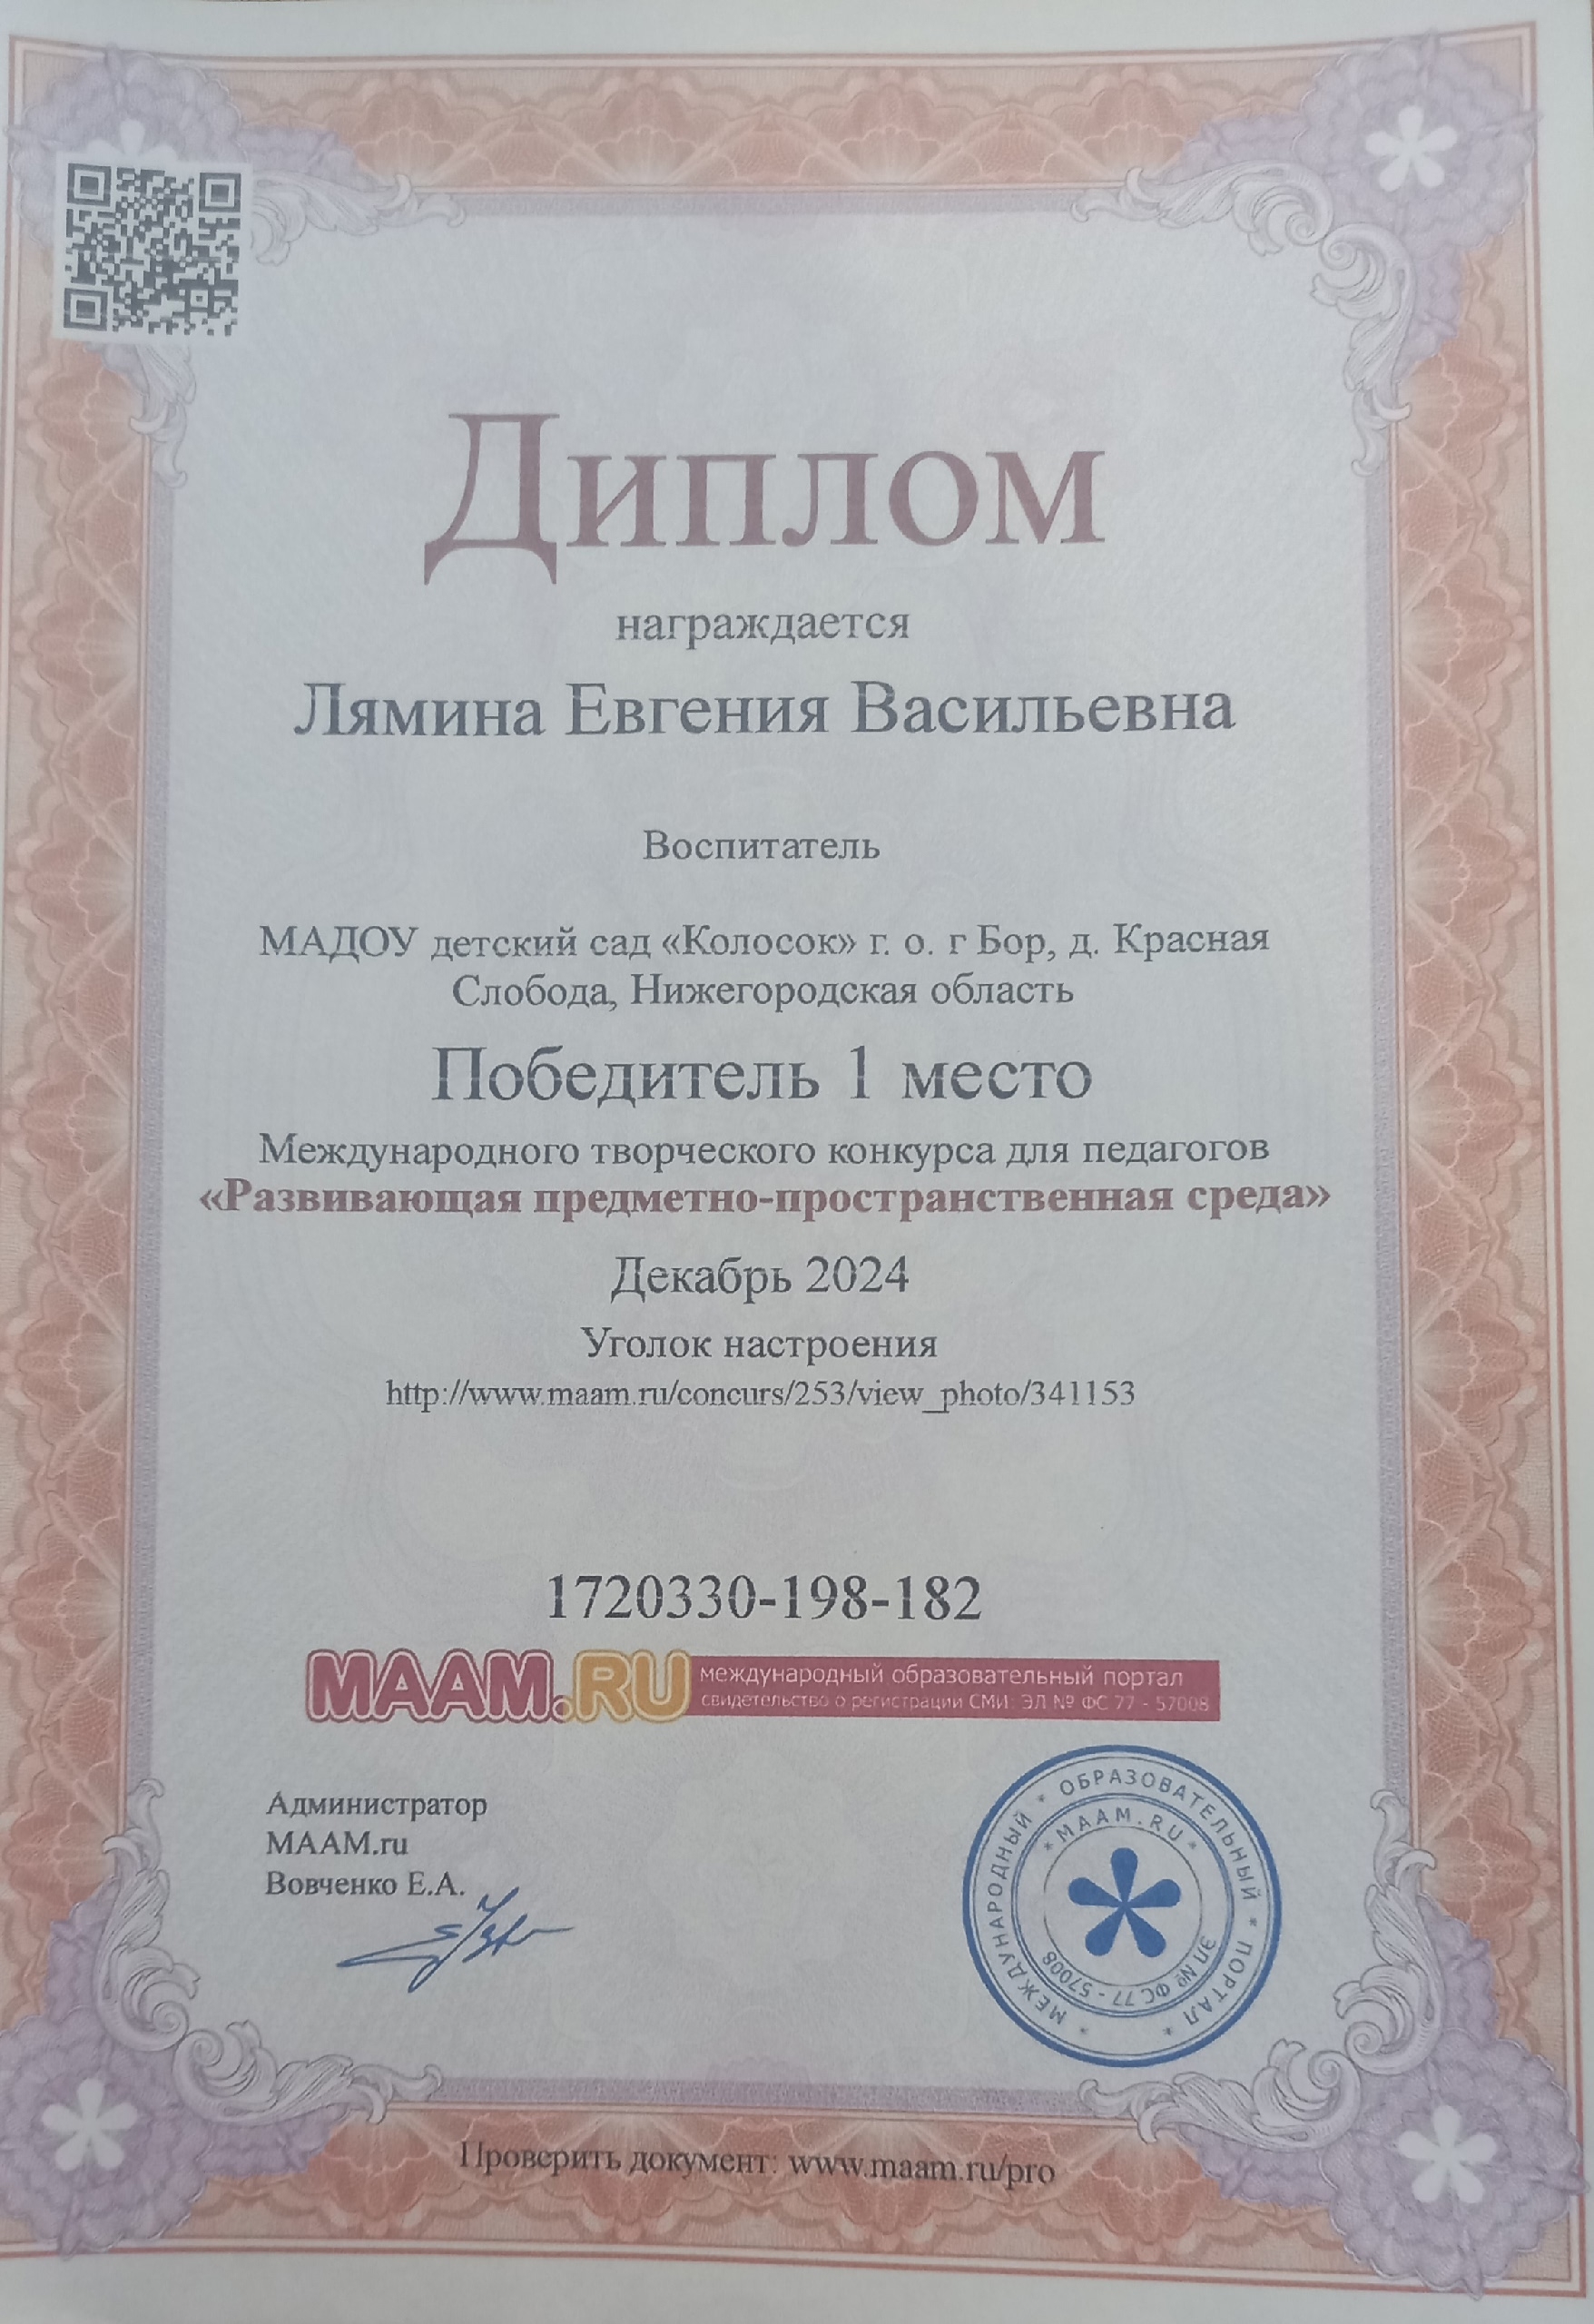 Диплом
награждается
Лямина Евгения Васильевна
Воспитатель
МАДОУ детский сад «Колосок» г. о. г Бор, д. Красная
Слобода, Нижегородская область
Победитель 1 место
Международного творческого конкурса для педагогов
«Развивающая предметно-пространственная среда»
Декабрь 2024
Уголок настроения
http://www.maam.ru/concurs/253/view_photo/341153
1720330-198-182
MAAM.RU международный образовательный портал
свидетельство о регистрации СМИ: ЭЛ № ФС 77 - 57008
Администратор
MAAM.ru
Вовченко Е.А.
* МЕЖДУНАРОДНЫЙ * ОБРАЗОВАТЕЛЬНЫЙ * ПОРТАЛ *
* MAAM.RU *
ЭЛ № ФС 77 - 57008
Проверить документ: www.maam.ru/pro